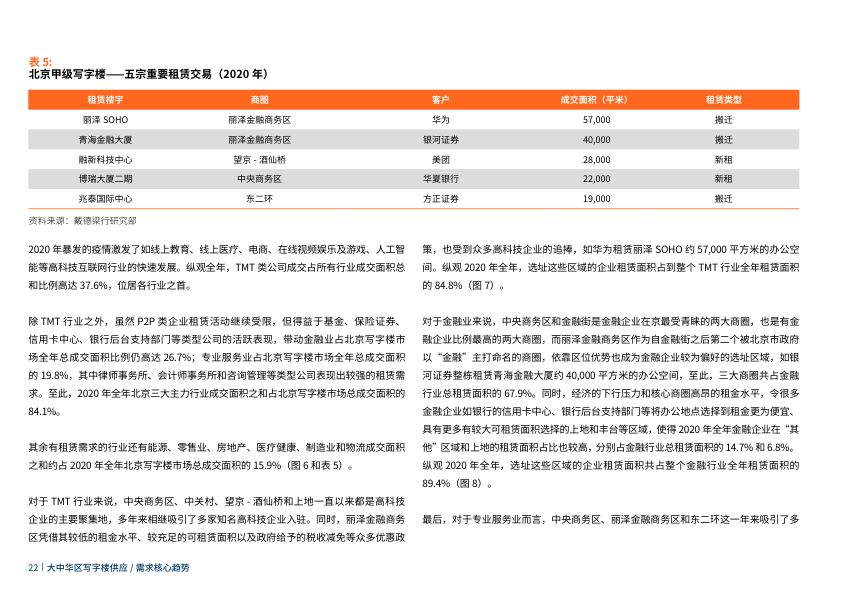 表 5:
北京甲级写字楼——五宗重要租赁交易（2020 年）
租赁楼宇 商圈 客户 成交面积（平米） 租赁类型
丽泽 SOHO 丽泽金融商务区 华为 57,000 搬迁
青海金融大厦 丽泽金融商务区 银河证券 40,000 搬迁
融新科技中心 望京 - 酒仙桥 美团 28,000 新租
博瑞大厦二期 中央商务区 华夏银行 22,000 新租
兆泰国际中心 东二环 方正证券 19,000 搬迁
资料来源：戴德梁行研究部
2020 年暴发的疫情激发了如线上教育、线上医疗、电商、在线视频娱乐及游戏、人工智
能等高科技互联网行业的快速发展。纵观全年，TMT 类公司成交占所有行业成交面积总
和比例高达 37.6%，位居各行业之首。
除 TMT 行业之外，虽然 P2P 类企业租赁活动继续受限，但得益于基金、保险证券、
信用卡中心、银行后台支持部门等类型公司的活跃表现，带动金融业占北京写字楼市
场全年总成交面积比例仍高达 26.7%；专业服务业占北京写字楼市场全年总成交面积
的 19.8%，其中律师事务所、会计师事务所和咨询管理等类型公司表现出较强的租赁需
求。至此，2020 年全年北京三大主力行业成交面积之和占北京写字楼市场总成交面积的
84.1%。
其余有租赁需求的行业还有能源、零售业、房地产、医疗健康、制造业和物流成交面积
之和约占 2020 年全年北京写字楼市场总成交面积的 15.9%（图 6 和表 5）。
对于 TMT 行业来说，中央商务区、中关村、望京 - 酒仙桥和上地一直以来都是高科技
企业的主要聚集地，多年来相继吸引了多家知名高科技企业入驻。同时，丽泽金融商务
区凭借其较低的租金水平、较充足的可租赁面积以及政府给予的税收减免等众多优惠政
策，也受到众多高科技企业的追捧，如华为租赁丽泽 SOHO 约 57,000 平方米的办公空
间。纵观 2020 年全年，选址这些区域的企业租赁面积占到整个 TMT 行业全年租赁面积
的 84.8%（图 7）。
对于金融业来说，中央商务区和金融街是金融企业在京最受青睐的两大商圈，也是有金
融企业比例最高的两大商圈，而丽泽金融商务区作为自金融街之后第二个被北京市政府
以“金融”主打命名的商圈，依靠区位优势也成为金融企业较为偏好的选址区域，如银
河证券整栋租赁青海金融大厦约 40,000 平方米的办公空间，至此，三大商圈共占金融
行业总租赁面积的 67.9%。同时，经济的下行压力和核心商圈高昂的租金水平，令很多
金融企业如银行的信用卡中心、银行后台支持部门等将办公地点选择到租金更为便宜、
具有更多有较大可租赁面积选择的上地和丰台等区域，使得 2020 年全年金融企业在“其
他”区域和上地的租赁面积占比也较高，分别占金融行业总租赁面积的 14.7% 和 6.8%。
纵观 2020 年全年，选址这些区域的企业租赁面积共占整个金融行业全年租赁面积的
89.4%（图 8）。
最后，对于专业服务业而言，中央商务区、丽泽金融商务区和东二环这一年来吸引了多
22 | 大中华区写字楼供应 / 需求核心趋势